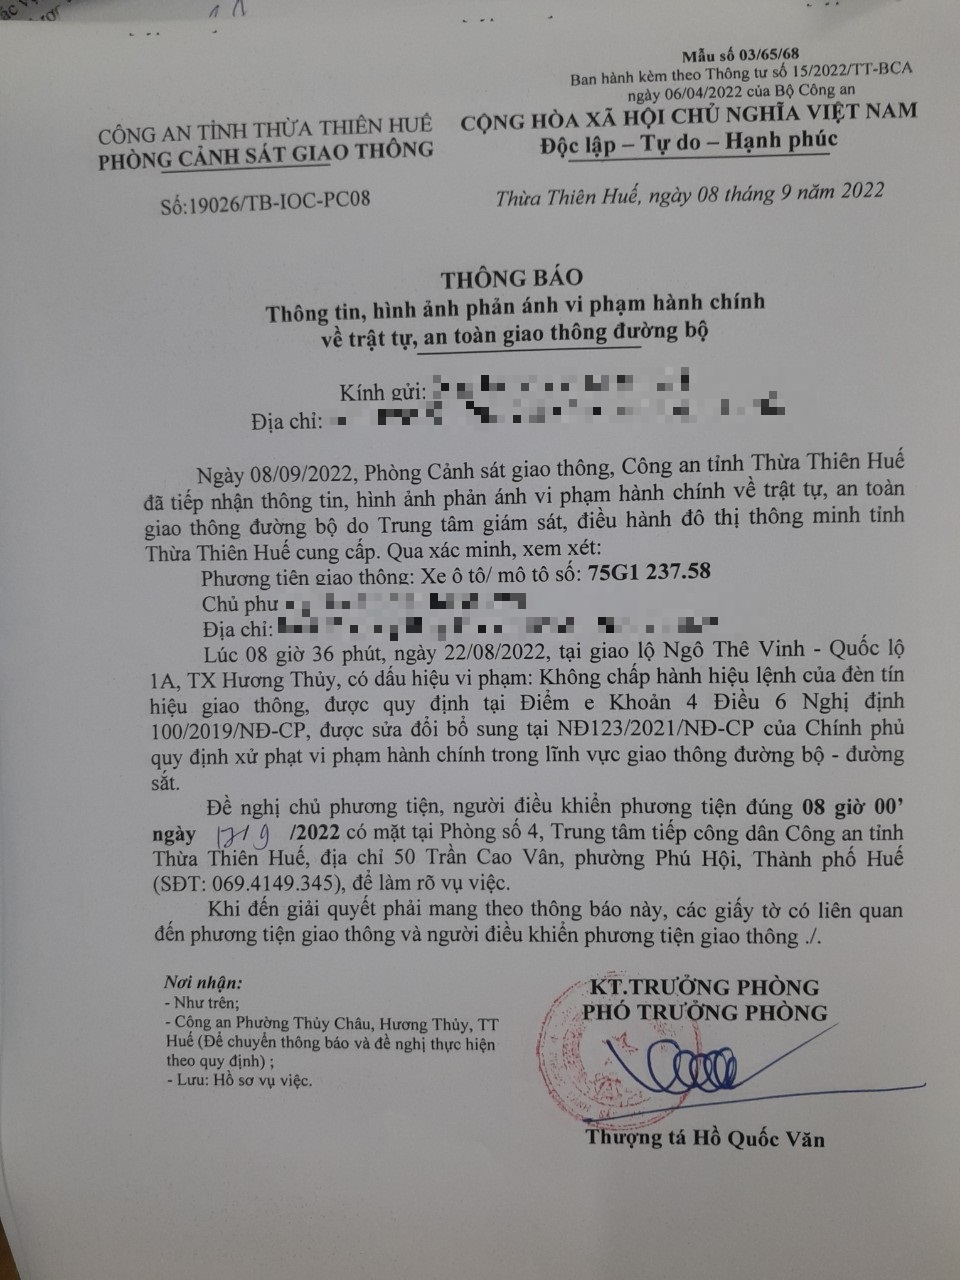 Mẫu số 03/65/68
Ban hành kèm theo Thông tư số 15/2022/TT-BCA
ngày 06/04/2022 của Bộ Công an
CÔNG AN TỈNH THỪA THIÊN HUẾ
PHÒNG CẢNH SÁT GIAO THÔNG
CỘNG HÒA XÃ HỘI CHỦ NGHĨA VIỆT NAM
Độc lập – Tự do – Hạnh phúc
Số:19026/TB-IOC-PC08
Thừa Thiên Huế, ngày 08 tháng 9 năm 2022
THÔNG BÁO
Thông tin, hình ảnh phản ánh vi phạm hành chính
về trật tự, an toàn giao thông đường bộ
Kính gửi:
Địa chỉ:
Ngày 08/09/2022, Phòng Cảnh sát giao thông, Công an tỉnh Thừa Thiên Huế
đã tiếp nhận thông tin, hình ảnh phản ánh vi phạm hành chính về trật tự, an toàn
giao thông đường bộ do Trung tâm giám sát, điều hành đô thị thông minh tỉnh
Thừa Thiên Huế cung cấp. Qua xác minh, xem xét:
Phương tiện giao thông: Xe ô tô/ mô tô số: 75G1 237.58
Chủ phư
Địa chỉ:
Lúc 08 giờ 36 phút, ngày 22/08/2022, tại giao lộ Ngô Thê Vinh - Quốc lộ
1A, TX Hương Thủy, có dấu hiệu vi phạm: Không chấp hành hiệu lệnh của đèn tín
hiệu giao thông, được quy định tại Điểm e Khoản 4 Điều 6 Nghị định
100/2019/NĐ-CP, được sửa đổi bổ sung tại NĐ123/2021/NĐ-CP của Chính phủ
quy định xử phạt vi phạm hành chính trong lĩnh vực giao thông đường bộ - đường
sắt.
Đề nghị chủ phương tiện, người điều khiển phương tiện đúng 08 giờ 00’
ngày 17/9 /2022 có mặt tại Phòng số 4, Trung tâm tiếp công dân Công an tỉnh
Thừa Thiên Huế, địa chỉ 50 Trần Cao Vân, phường Phú Hội, Thành phố Huế
(SĐT: 069.4149.345), để làm rõ vụ việc.
Khi đến giải quyết phải mang theo thông báo này, các giấy tờ có liên quan
đến phương tiện giao thông và người điều khiển phương tiện giao thông ./.
Nơi nhận:
- Như trên;
- Công an Phường Thủy Châu, Hương Thủy, TT
Huế (Để chuyển thông báo và đề nghị thực hiện
theo quy định) ;
- Lưu: Hồ sơ vụ việc.
KT.TRƯỞNG PHÒNG
PHÓ TRƯỞNG PHÒNG
Thượng tá Hồ Quốc Văn